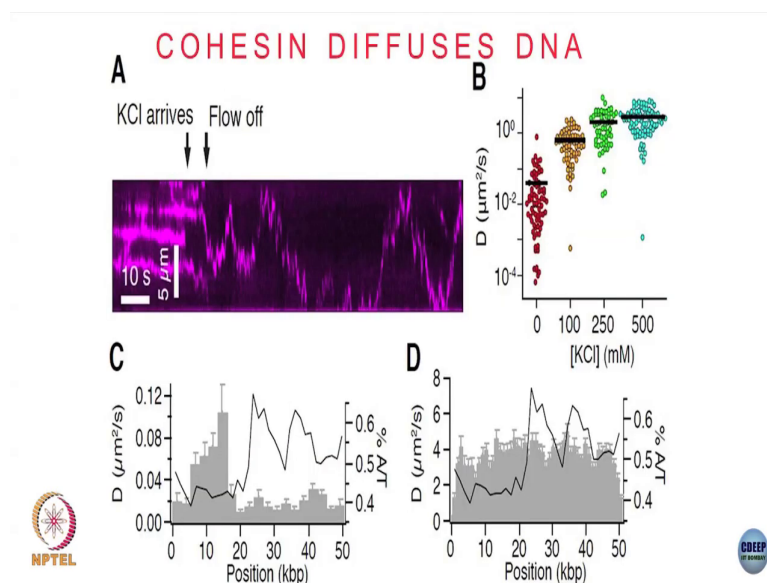 COHESIN DIFFUSES DNA
A
KCl arrives
Flow off
10 s
5 μm
B
D (μm²/s)
10⁰
10⁻²
10⁻⁴
0 100 250 500
[KCl] (mM)
C
D (μm²/s)
0.12
0.08
0.04
0.00
0.6
0.5
0.4
% A/T
0 10 20 30 40 50
Position (kbp)
D
D (μm²/s)
8
6
4
2
0
0.6
0.5
0.4
% A/T
0 10 20 30 40 50
Position (kbp)
NPTEL
CDEEP
IIT BOMBAY